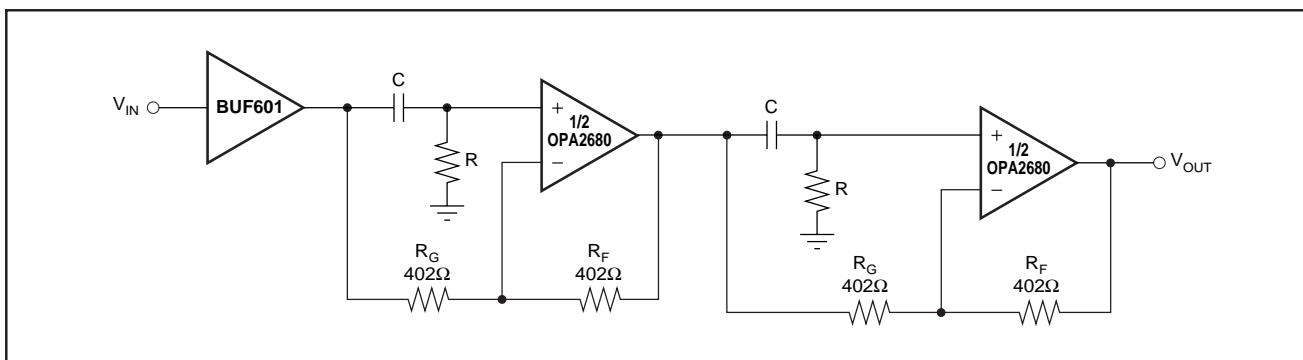 V_IN
BUF601
C
R
+
1/2
OPA2680
−
R_G
402Ω
R_F
402Ω
C
R
+
1/2
OPA2680
−
V_OUT
R_G
402Ω
R_F
402Ω